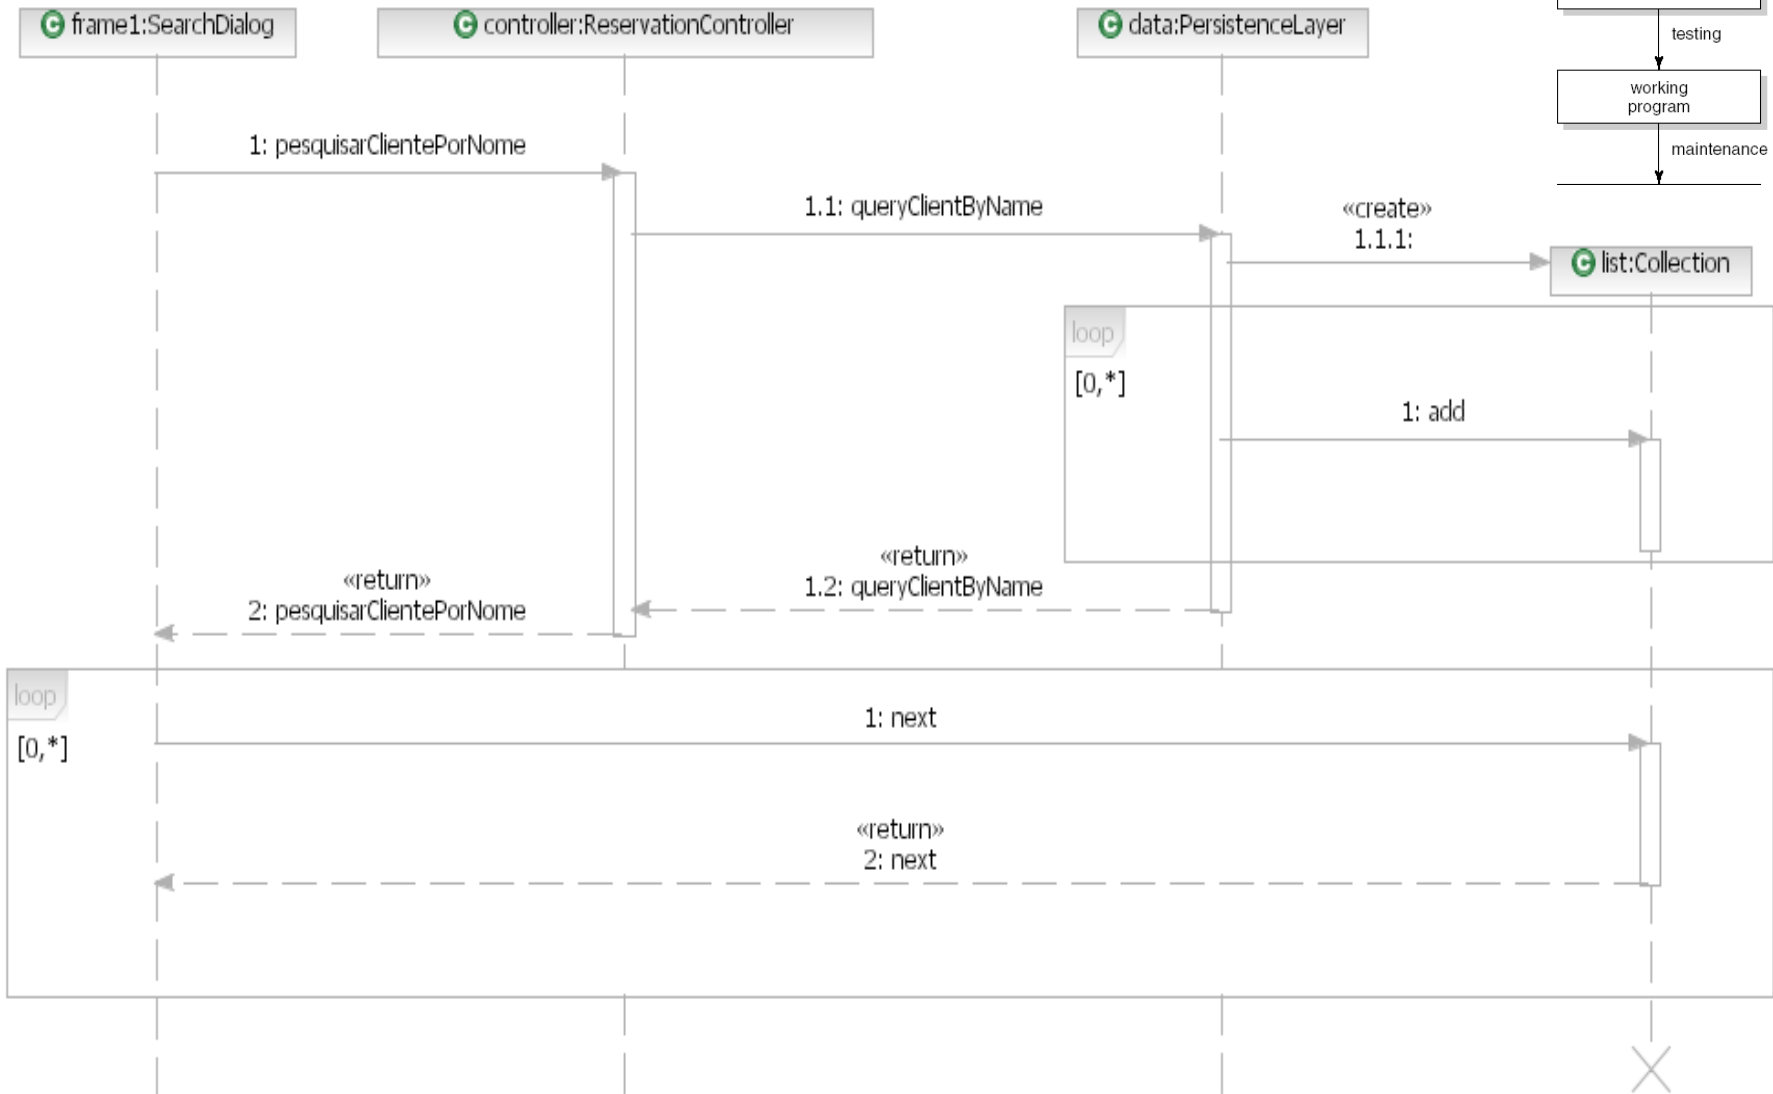 frame1:SearchDialog
controller:ReservationController
data:PersistenceLayer
testing
working
program
maintenance
1: pesquisarClientePorNome
1.1: queryClientByName
«create»
1.1.1:
list:Collection
loop
[0,*]
1: add
«return»
1.2: queryClientByName
«return»
2: pesquisarClientePorNome
loop
[0,*]
1: next
«return»
2: next